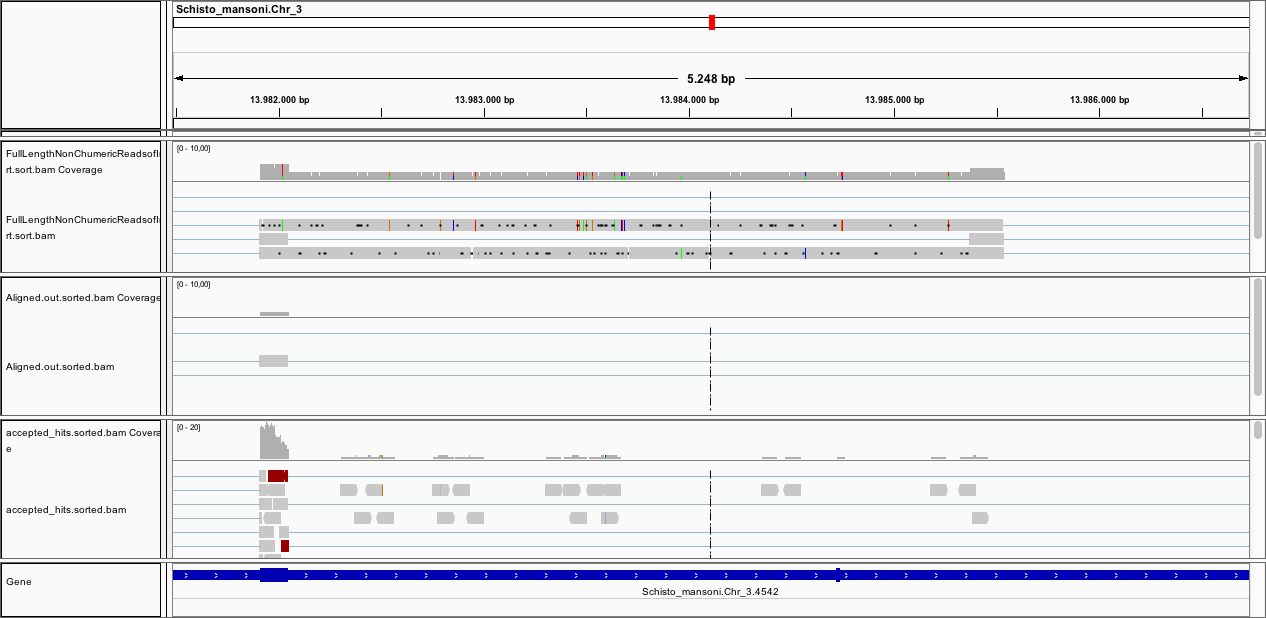 Schisto_mansoni.Chr_3
5.248 bp
13.982.000 bp 13.983.000 bp 13.984.000 bp 13.985.000 bp 13.986.000 bp
FullLengthNonChumericReadsofI
rt.sort.bam Coverage
[0 - 10,00]
FullLengthNonChumericReadsofI
rt.sort.bam
Aligned.out.sorted.bam Coverage
[0 - 10,00]
Aligned.out.sorted.bam
accepted_hits.sorted.bam Covera
e
[0 - 20]
accepted_hits.sorted.bam
Gene
Schisto_mansoni.Chr_3.4542